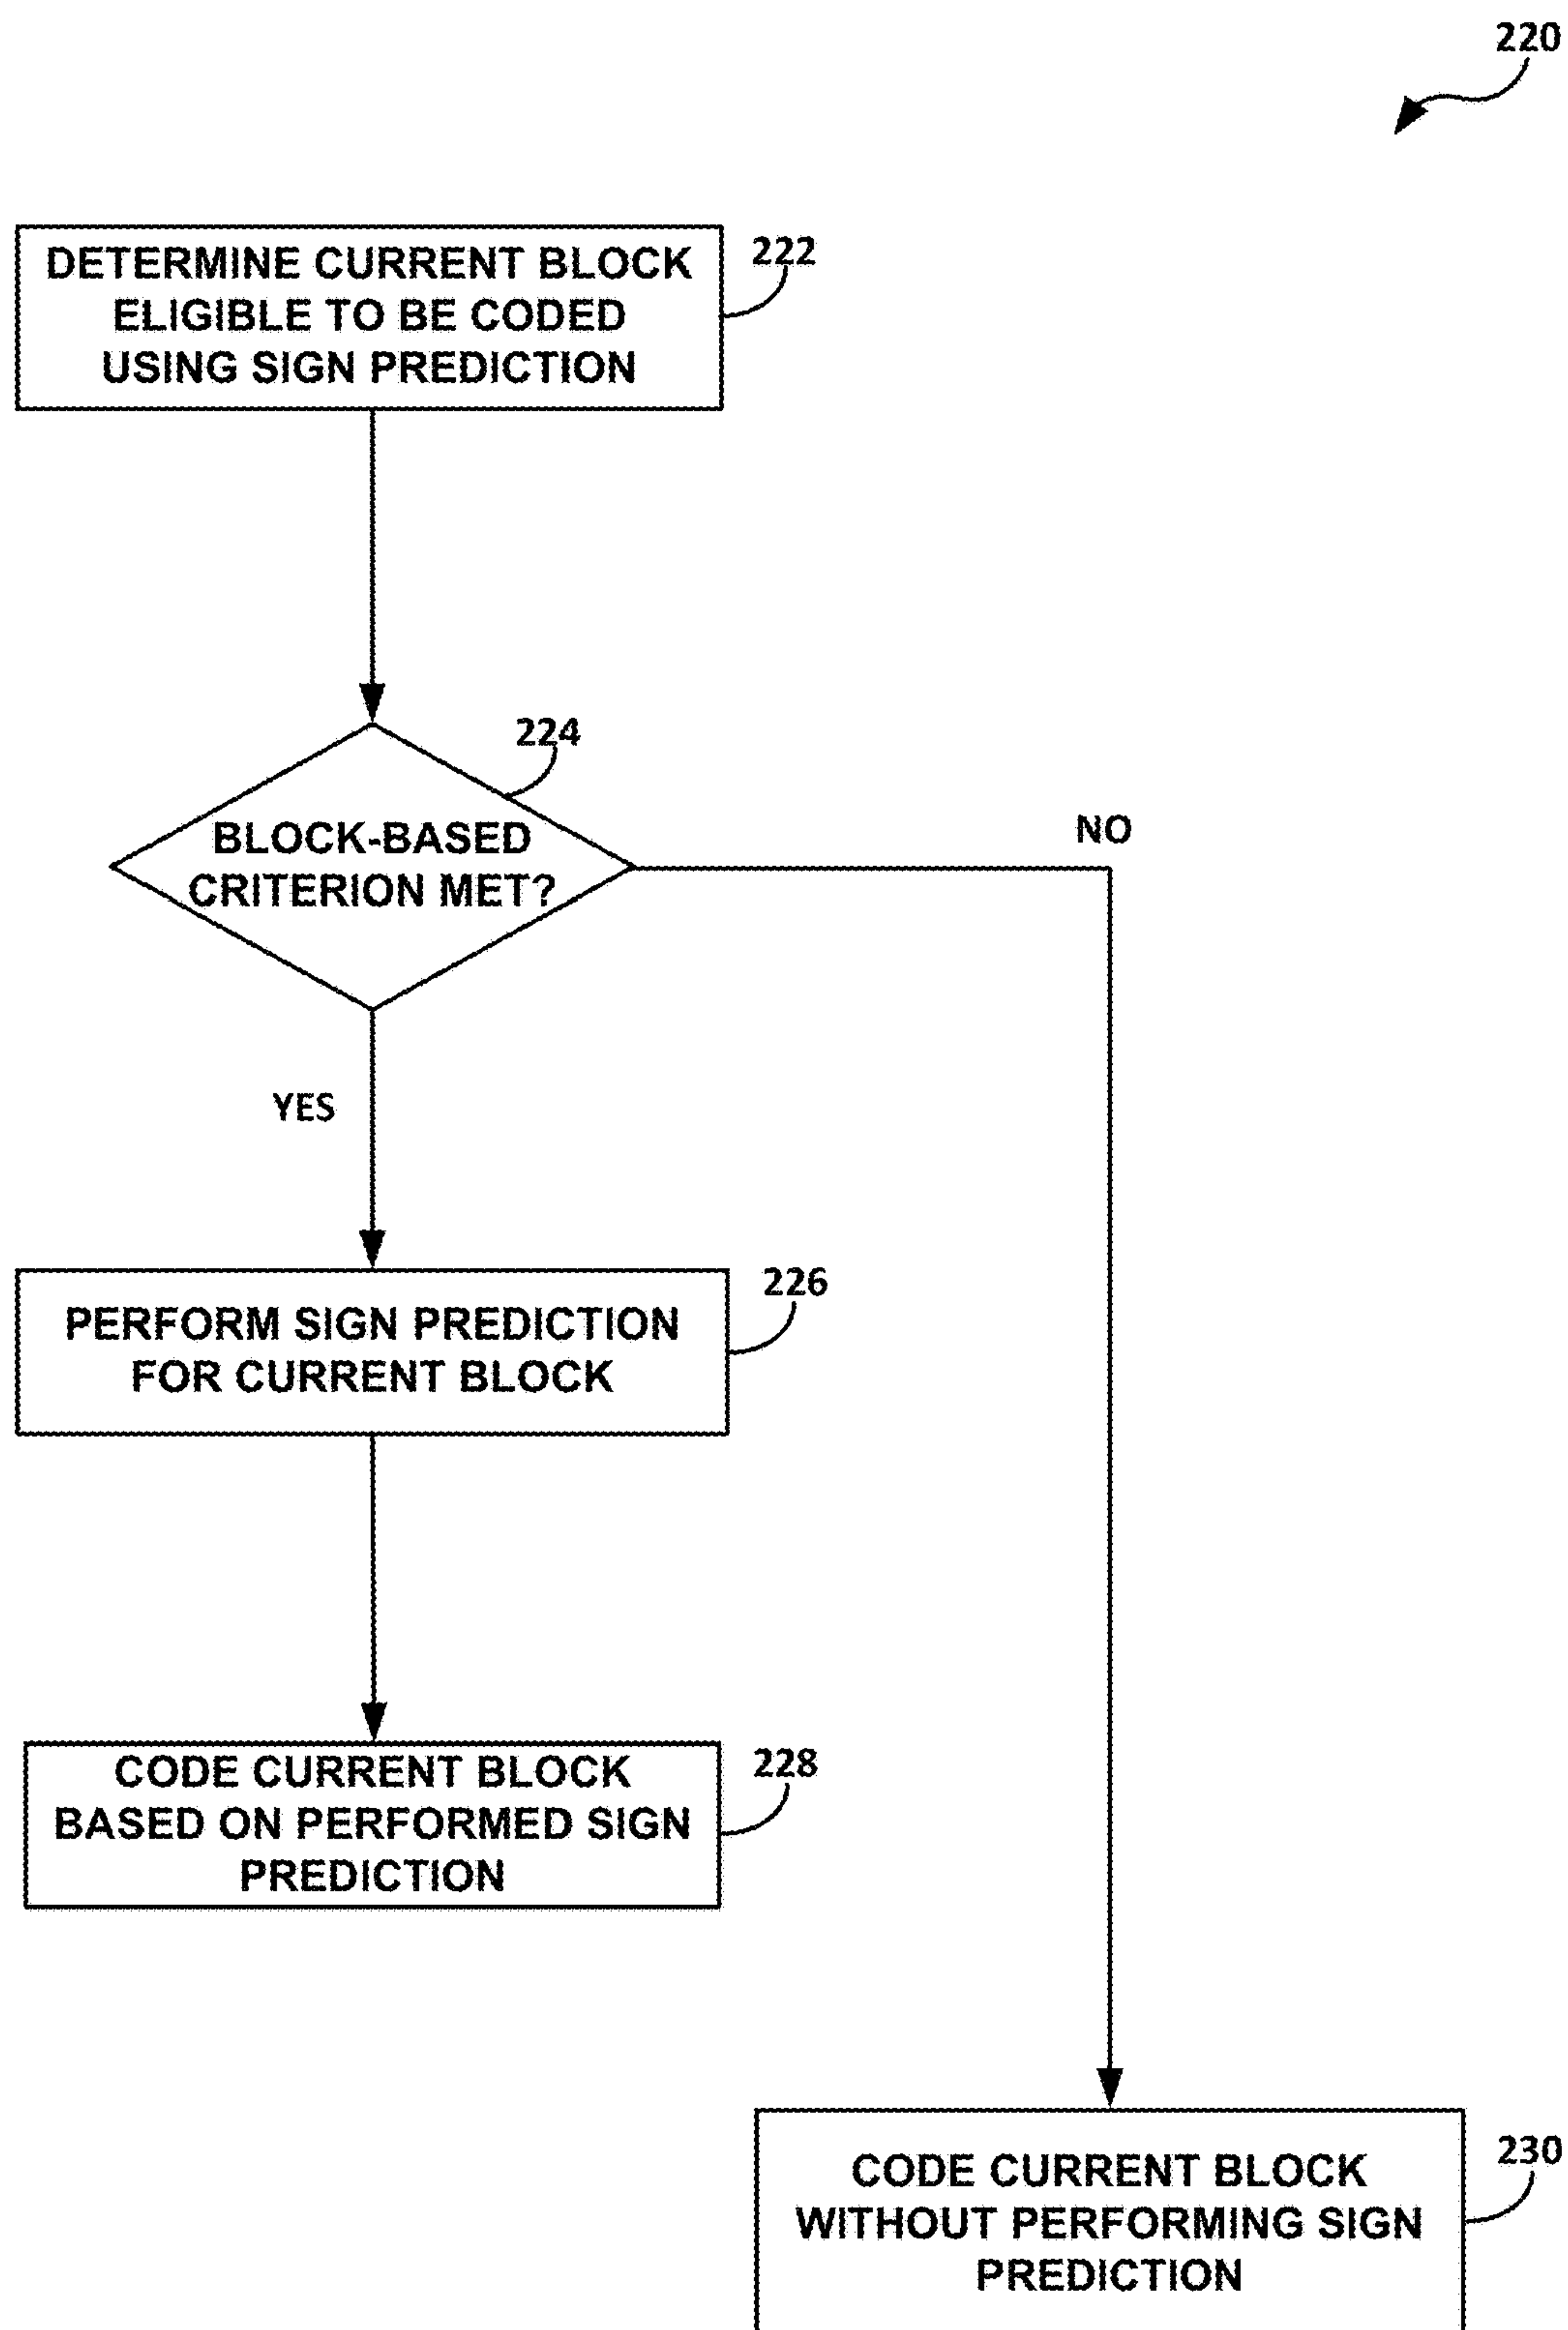 220
DETERMINE CURRENT BLOCK
ELIGIBLE TO BE CODED
USING SIGN PREDICTION
222
224
BLOCK-BASED
CRITERION MET?
NO
YES
PERFORM SIGN PREDICTION
FOR CURRENT BLOCK
226
CODE CURRENT BLOCK
BASED ON PERFORMED SIGN
PREDICTION
228
CODE CURRENT BLOCK
WITHOUT PERFORMING SIGN
PREDICTION
230